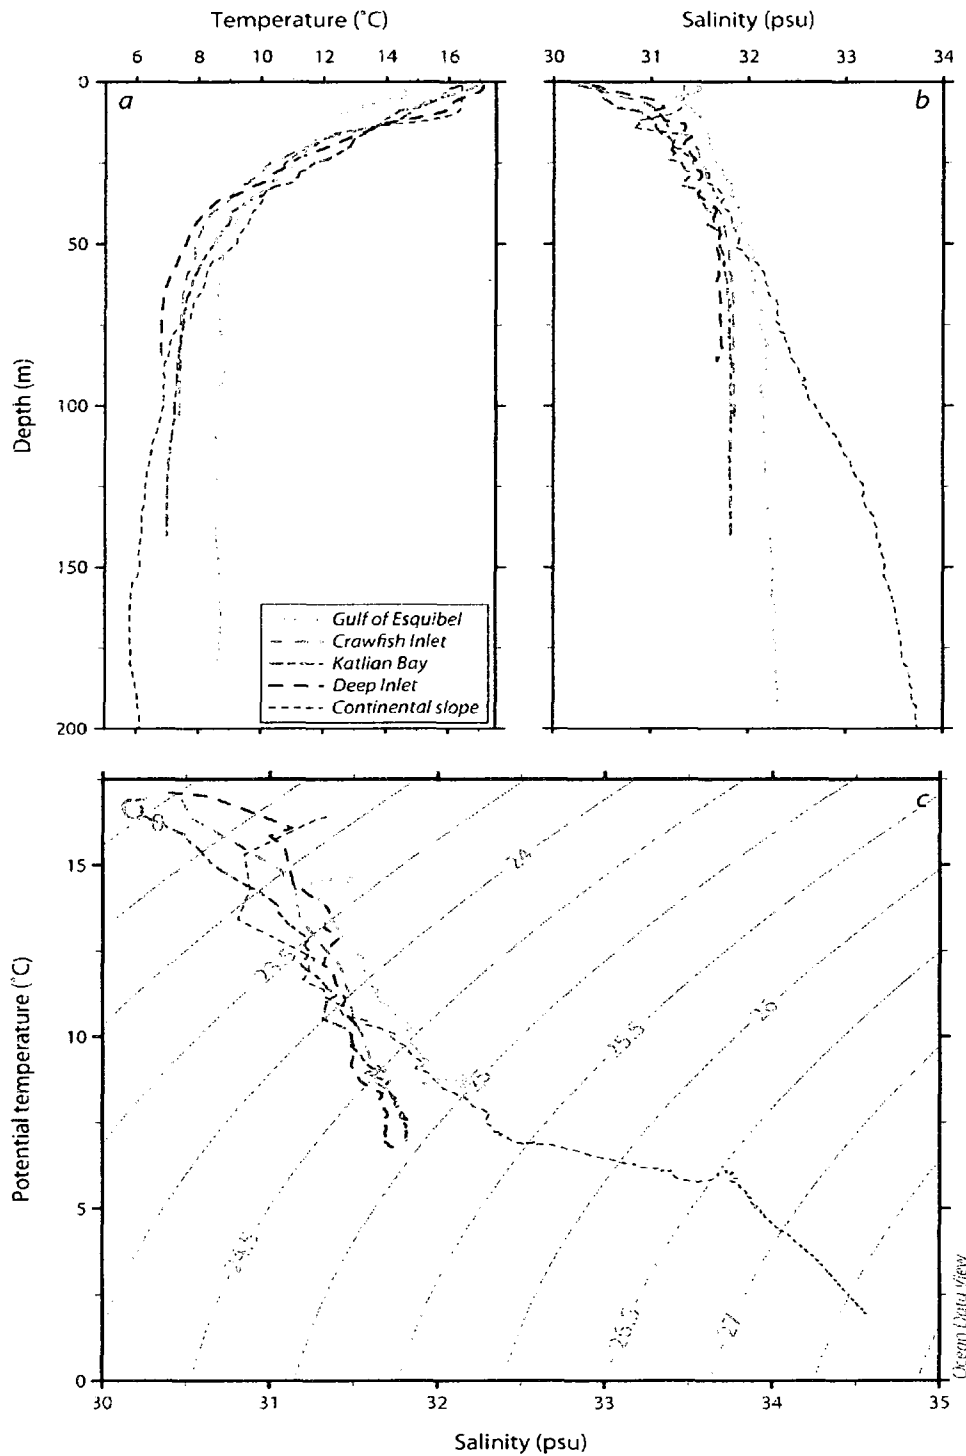 Temperature (°C)
Salinity (psu)
6 8 10 12 14 16
30 31 32 33 34
0
a
b
50
100
150
200
Depth (m)
Gulf of Esquibel
Crawfish Inlet
Katlian Bay
Deep Inlet
Continental slope
c
15
10
5
0
Potential temperature (°C)
24
23.5
25.5
26
25
24.5
26.5
27
Ocean Data View
30 31 32 33 34 35
Salinity (psu)